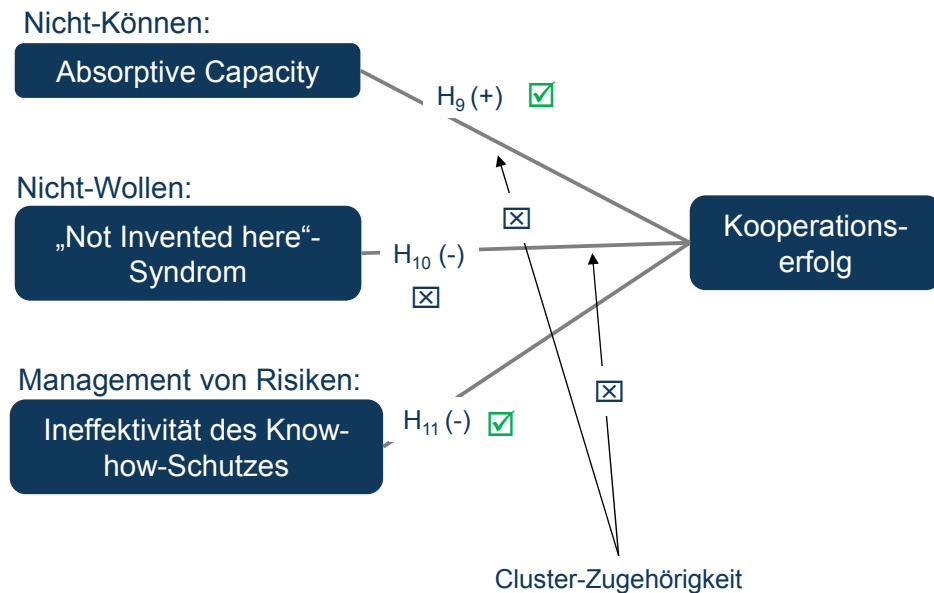 Nicht-Können:
Absorptive Capacity
H₉ (+) ☑
Nicht-Wollen:
„Not Invented here“-
Syndrom
☒
H₁₀ (-)
☒
Kooperations-
erfolg
Management von Risiken:
Ineffektivität des Know-
how-Schutzes
H₁₁ (-) ☑
☒
Cluster-Zugehörigkeit